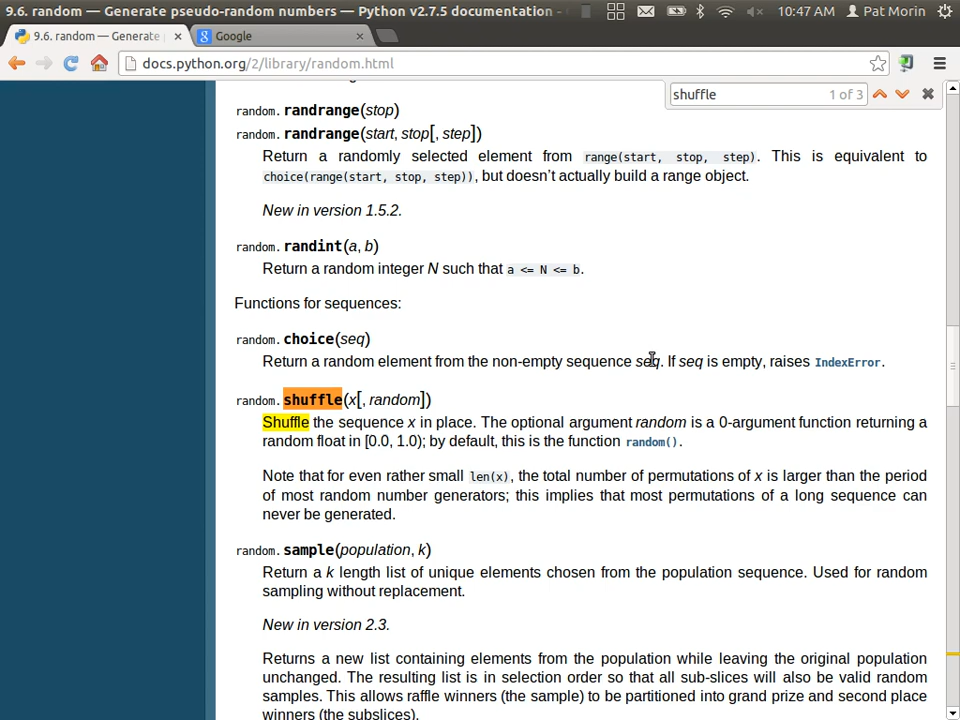 9.6. random — Generate pseudo-random numbers — Python v2.7.5 documentation - 10:47 AM Pat Morin
9.6. random — Generate × Google ×
docs.python.org/2/library/random.html
shuffle 1 of 3
random.randrange(stop)
random.randrange(start, stop[, step])
Return a randomly selected element from range(start, stop, step). This is equivalent to
choice(range(start, stop, step)), but doesn’t actually build a range object.
New in version 1.5.2.
random.randint(a, b)
Return a random integer N such that a <= N <= b.
Functions for sequences:
random.choice(seq)
Return a random element from the non-empty sequence seq. If seq is empty, raises IndexError.
random.shuffle(x[, random])
Shuffle the sequence x in place. The optional argument random is a 0-argument function returning a
random float in [0.0, 1.0); by default, this is the function random().
Note that for even rather small len(x), the total number of permutations of x is larger than the period
of most random number generators; this implies that most permutations of a long sequence can
never be generated.
random.sample(population, k)
Return a k length list of unique elements chosen from the population sequence. Used for random
sampling without replacement.
New in version 2.3.
Returns a new list containing elements from the population while leaving the original population
unchanged. The resulting list is in selection order so that all sub-slices will also be valid random
samples. This allows raffle winners (the sample) to be partitioned into grand prize and second place
winners (the subslices).